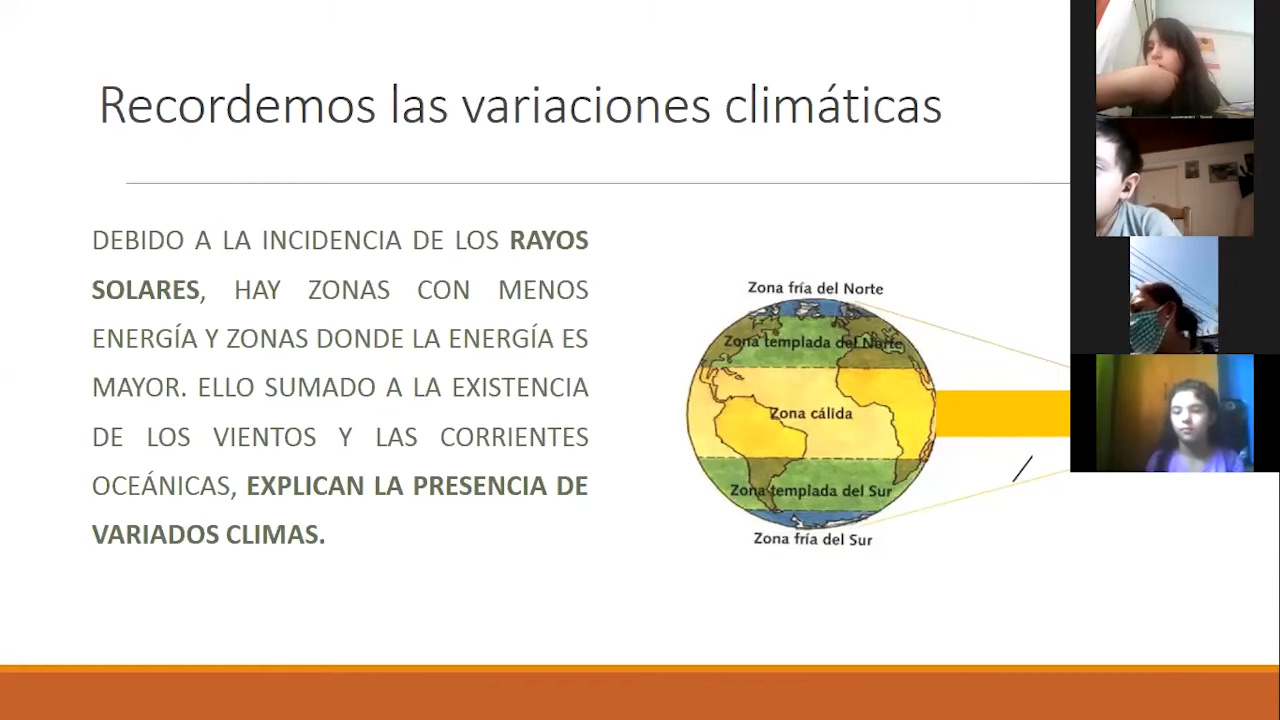 Recordemos las variaciones climáticas
DEBIDO A LA INCIDENCIA DE LOS RAYOS
SOLARES, HAY ZONAS CON MENOS
ENERGÍA Y ZONAS DONDE LA ENERGÍA ES
MAYOR. ELLO SUMADO A LA EXISTENCIA
DE LOS VIENTOS Y LAS CORRIENTES
OCEÁNICAS, EXPLICAN LA PRESENCIA DE
VARIADOS CLIMAS.
Zona fría del Norte
Zona templada del Norte
Zona cálida
Zona templada del Sur
Zona fría del Sur